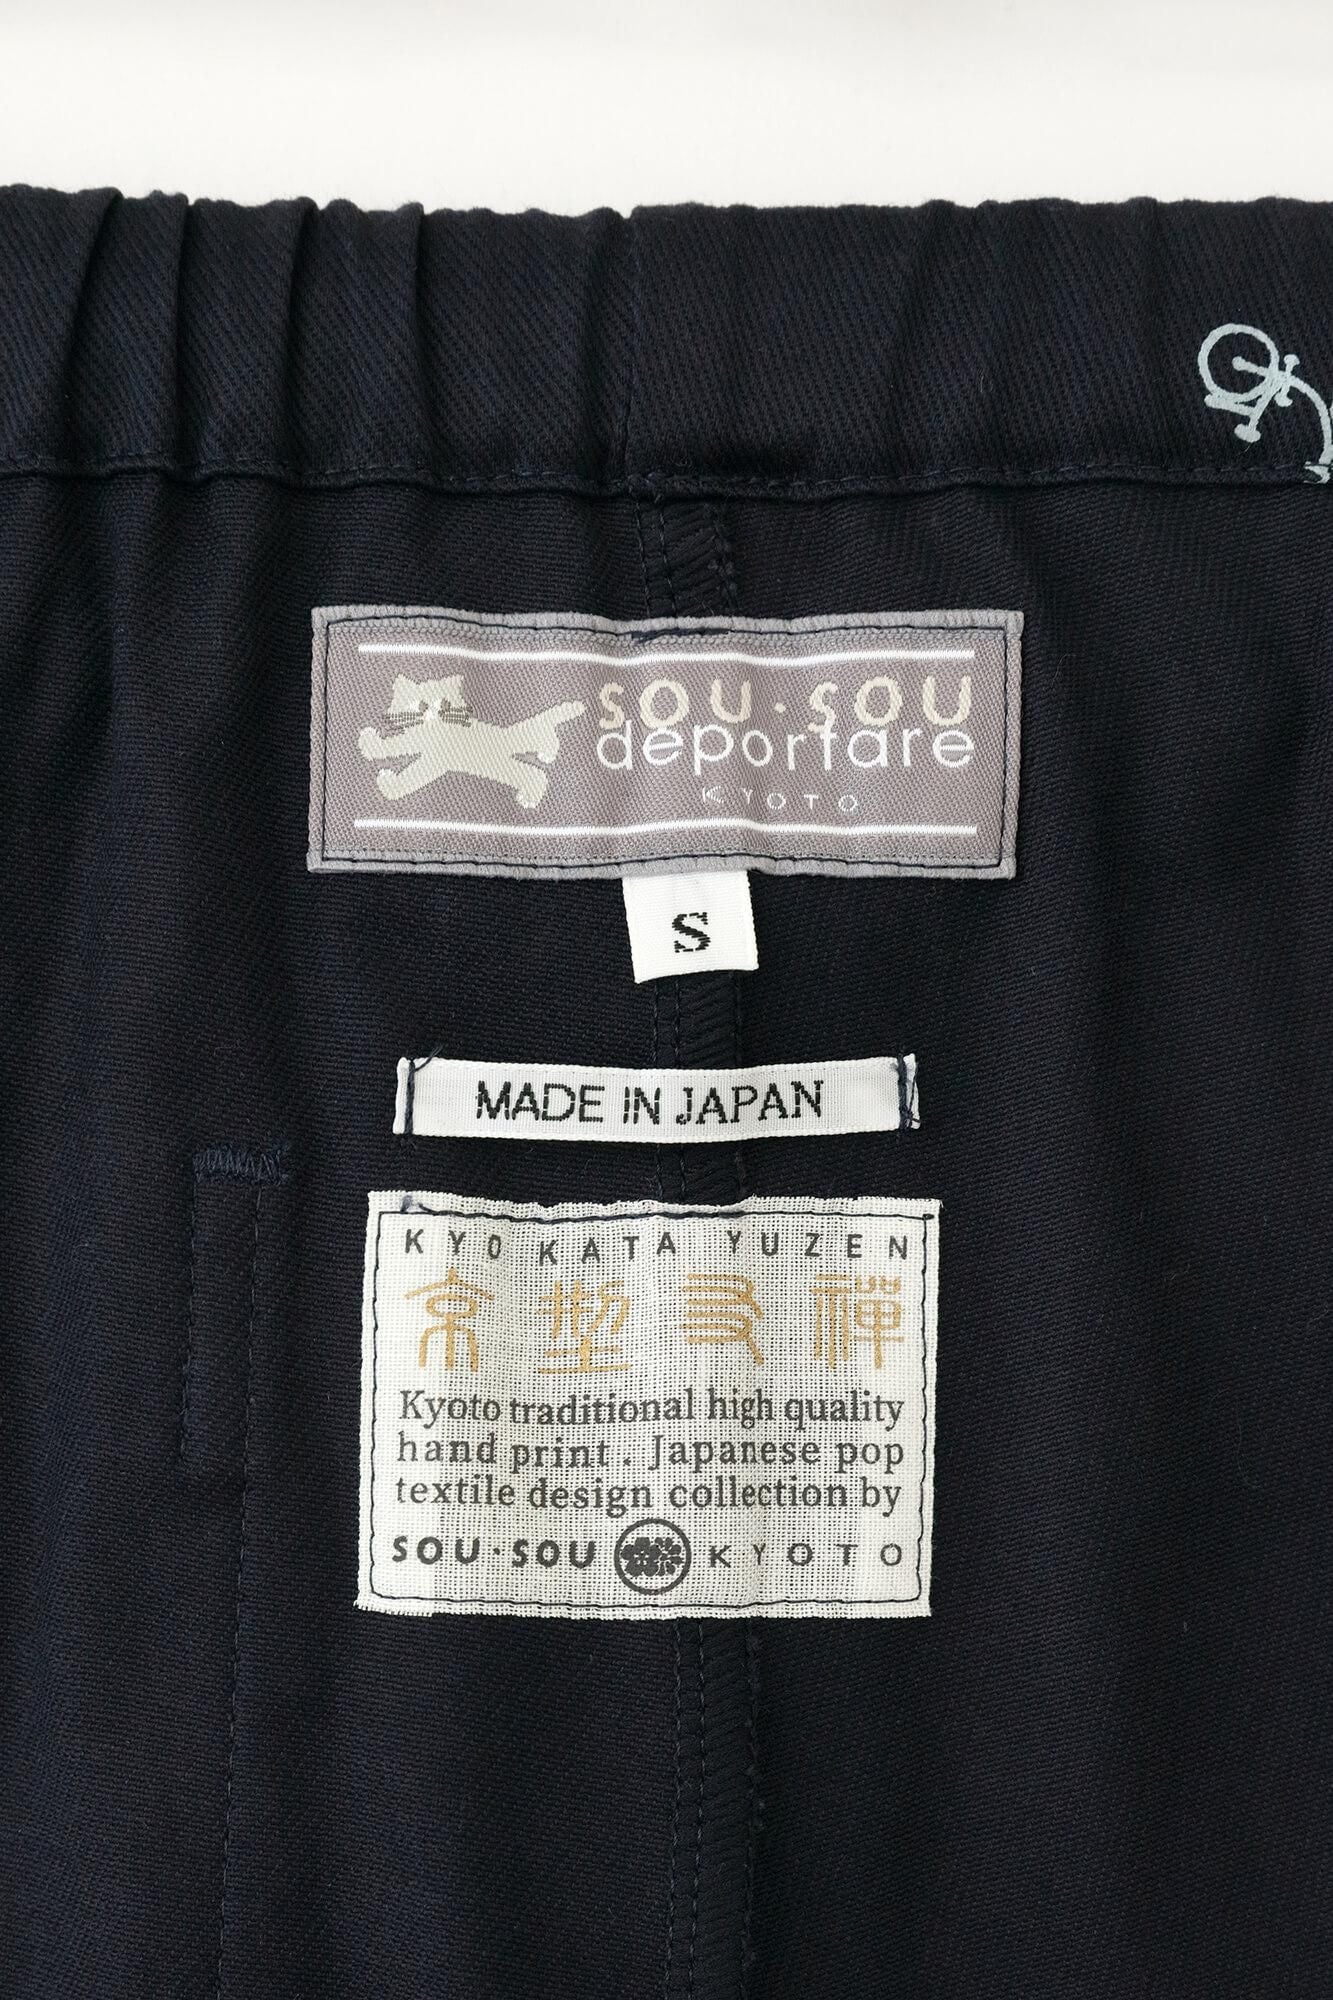 SOU・SOU
deportare
KYOTO
S
MADE IN JAPAN
KYO KATA YUZEN
京型友禅
Kyoto traditional high quality
hand print. Japanese pop
textile design collection by
SOU・SOU KYOTO